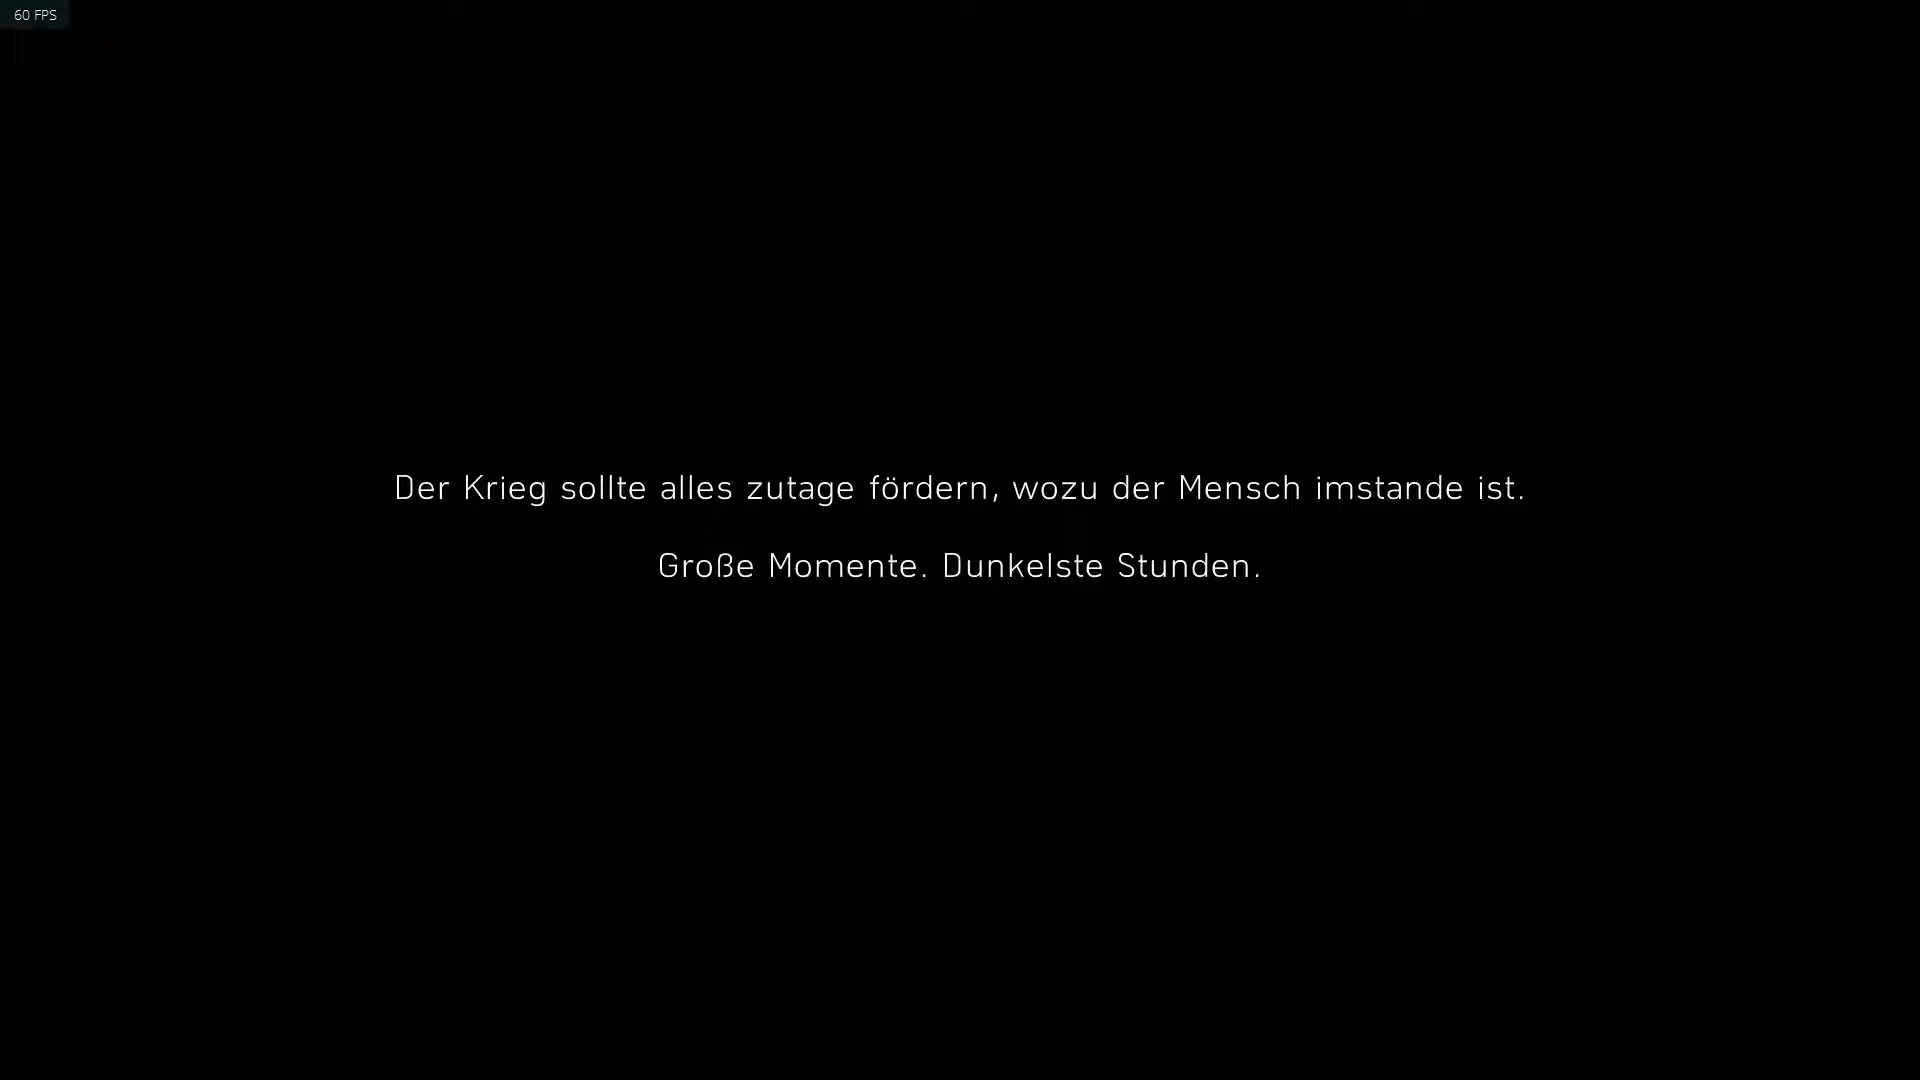 60 FPS
Der Krieg sollte alles zutage fördern, wozu der Mensch imstande ist.
Große Momente. Dunkelste Stunden.